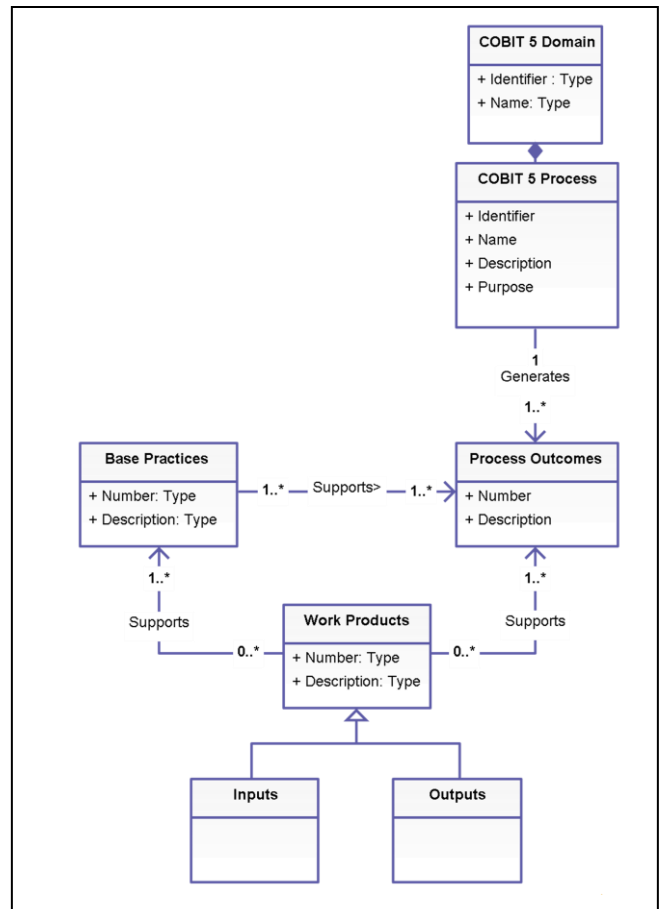 COBIT 5 Domain
+ Identifier : Type
+ Name: Type
COBIT 5 Process
+ Identifier
+ Name
+ Description
+ Purpose
1
Generates
1..*
Base Practices
+ Number: Type
+ Description: Type
1..*
Supports>
1..*
Process Outcomes
+ Number
+ Description
1..*
Supports
0..*
Work Products
+ Number: Type
+ Description: Type
0..*
1..*
Supports
Inputs
Outputs